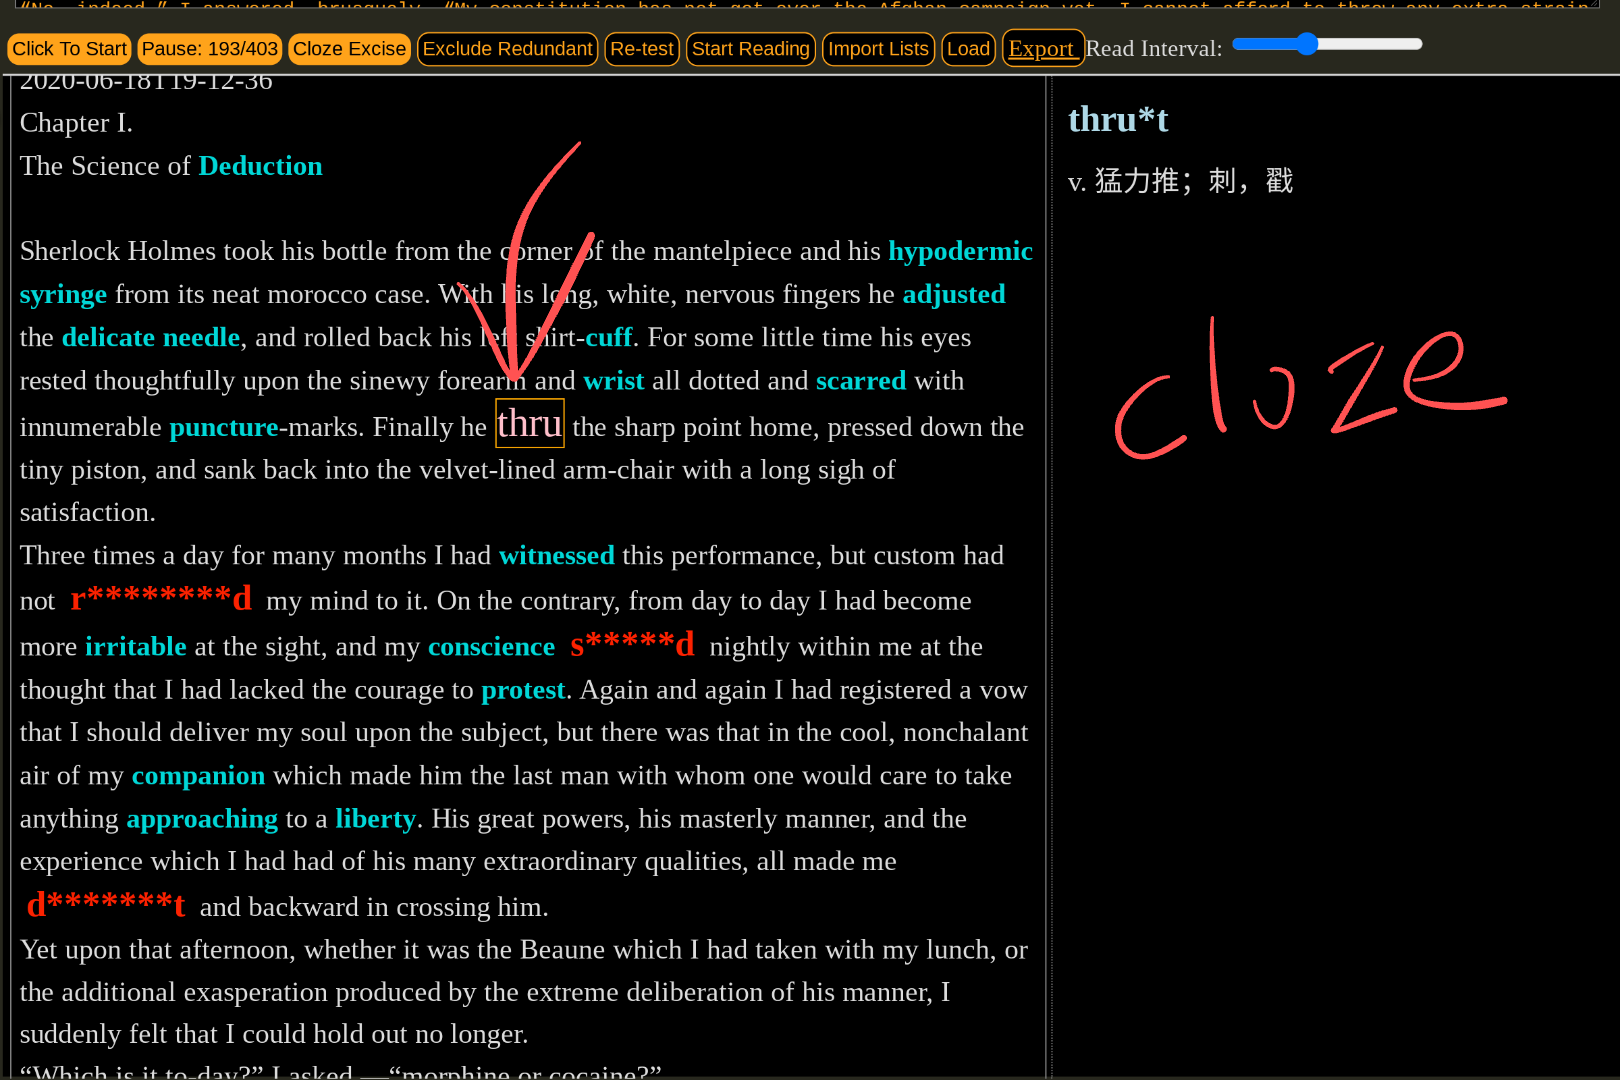 “No, indeed,” I answered, brusquely. “My constitution has not got over the Afghan campaign yet. I cannot afford to throw any extra strain
Click To Start Pause: 193/403 Cloze Excise Exclude Redundant Re-test Start Reading Import Lists Load Export Read Interval:
2020-06-18T19-12-36
Chapter I.
The Science of Deduction
Sherlock Holmes took his bottle from the corner of the mantelpiece and his hypodermic
syringe from its neat morocco case. With his long, white, nervous fingers he adjusted
the delicate needle, and rolled back his left shirt-cuff. For some little time his eyes
rested thoughtfully upon the sinewy forearm and wrist all dotted and scarred with
innumerable puncture-marks. Finally he thru the sharp point home, pressed down the
tiny piston, and sank back into the velvet-lined arm-chair with a long sigh of
satisfaction.
Three times a day for many months I had witnessed this performance, but custom had
not r********d my mind to it. On the contrary, from day to day I had become
more irritable at the sight, and my conscience s*****d nightly within me at the
thought that I had lacked the courage to protest. Again and again I had registered a vow
that I should deliver my soul upon the subject, but there was that in the cool, nonchalant
air of my companion which made him the last man with whom one would care to take
anything approaching to a liberty. His great powers, his masterly manner, and the
experience which I had had of his many extraordinary qualities, all made me
d*******t and backward in crossing him.
Yet upon that afternoon, whether it was the Beaune which I had taken with my lunch, or
the additional exasperation produced by the extreme deliberation of his manner, I
suddenly felt that I could hold out no longer.
“Which is it to-day?” I asked,—“morphine or cocaine?”
thru*t
v. 猛力推；刺，戳
cloze